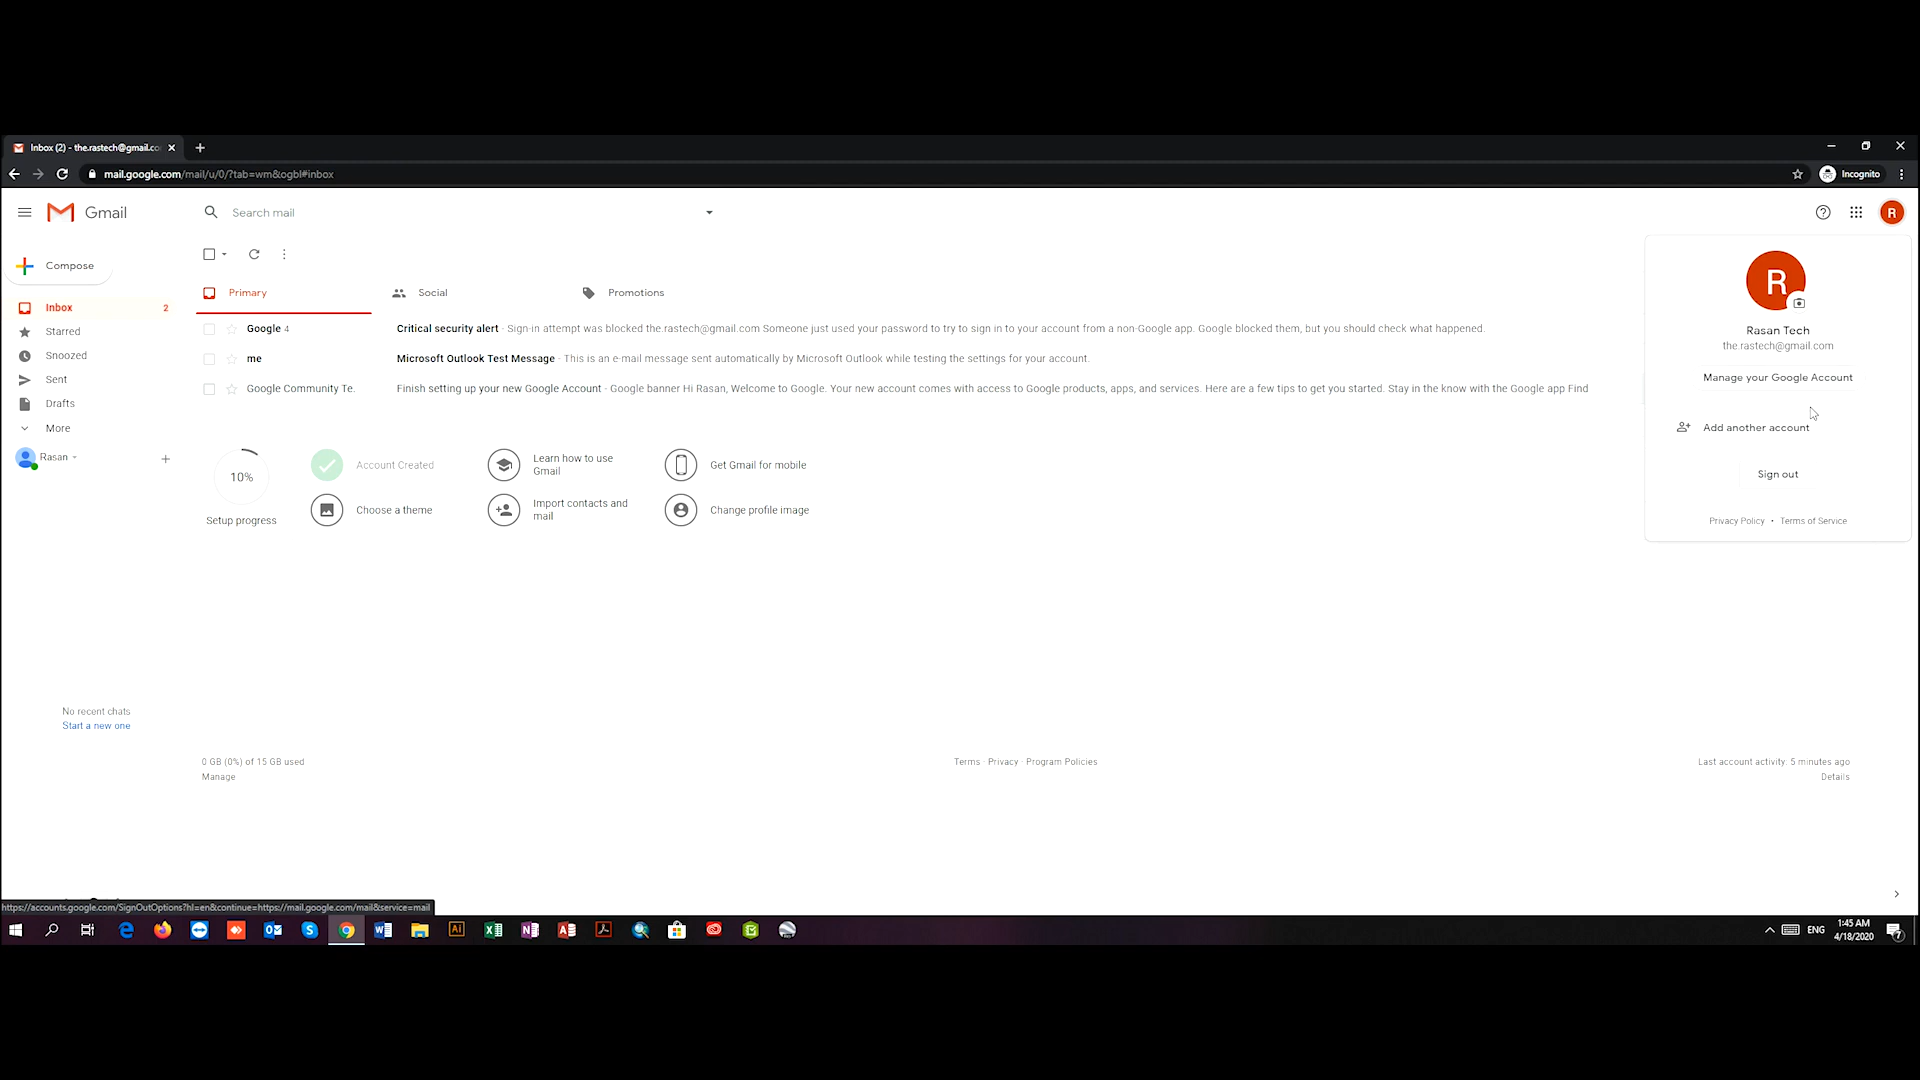 Inbox (2) - the.rastech@gmail.co
mail.google.com/mail/u/0/?tab=wm&ogbl#inbox
Incognito
Gmail
Search mail
R
Compose
Inbox 2
Starred
Snoozed
Sent
Drafts
More
Rasan
Primary
Social
Promotions
Google 4
Critical security alert - Sign-in attempt was blocked the.rastech@gmail.com Someone just used your password to try to sign in to your account from a non-Google app. Google blocked them, but you should check what happened.
me
Microsoft Outlook Test Message - This is an e-mail message sent automatically by Microsoft Outlook while testing the settings for your account.
Google Community Te.
Finish setting up your new Google Account - Google banner Hi Rasan, Welcome to Google. Your new account comes with access to Google products, apps, and services. Here are a few tips to get you started. Stay in the know with the Google app Find
10%
Setup progress
Account Created
Learn how to use
Gmail
Get Gmail for mobile
Choose a theme
Import contacts and
mail
Change profile image
R
Rasan Tech
the.rastech@gmail.com
Manage your Google Account
Add another account
Sign out
Privacy Policy • Terms of Service
No recent chats
Start a new one
0 GB (0%) of 15 GB used
Manage
Terms · Privacy · Program Policies
Last account activity: 5 minutes ago
Details
https://accounts.google.com/SignOutOptions?hl=en&continue=https://mail.google.com/mail&service=mail
ENG
1:45 AM
4/18/2020